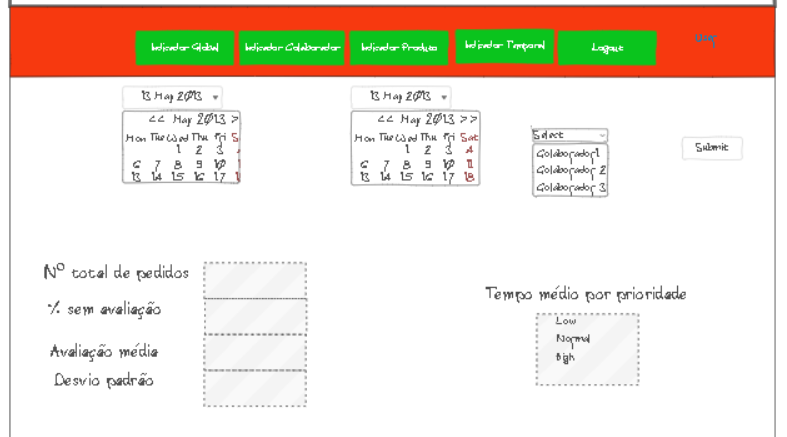 Indicador Global Indicador Colaborador Indicador Produto Indicador Temporal Logout User
13 May 2013 13 May 2013
<< May 2013 > << May 2013 >>
Mon Tue Wed Thu Fri S Mon Tue Wed Thu Fri Sat
1 2 3 1 2 3 4
6 7 8 9 10 1 6 7 8 9 10 11
13 14 15 16 17 1 13 14 15 16 17 18
Select
Colaborador1
Colaborador 2
Colaborador 3
Submit
Nº total de pedidos
% sem avaliação
Avaliação média
Desvio padrão
Tempo médio por prioridade
Low
Normal
High